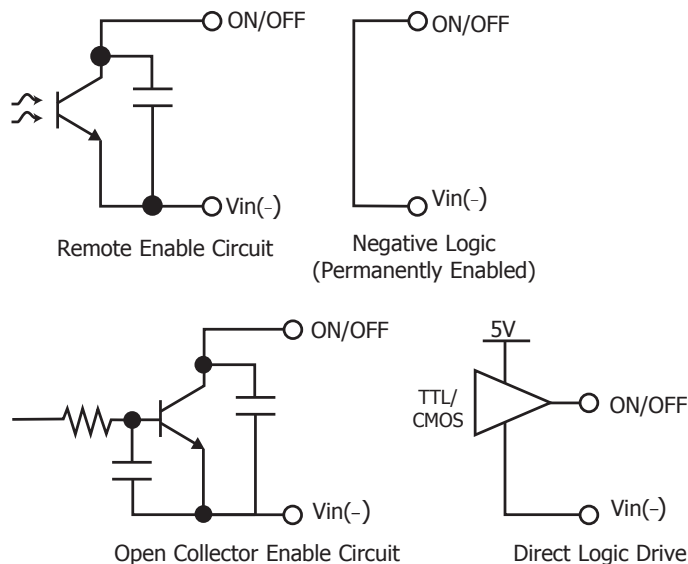 ON/OFF
Vin(–)
Remote Enable Circuit
ON/OFF
Vin(–)
Negative Logic
(Permanently Enabled)
ON/OFF
Vin(–)
Open Collector Enable Circuit
5V
TTL/
CMOS
ON/OFF
Vin(–)
Direct Logic Drive